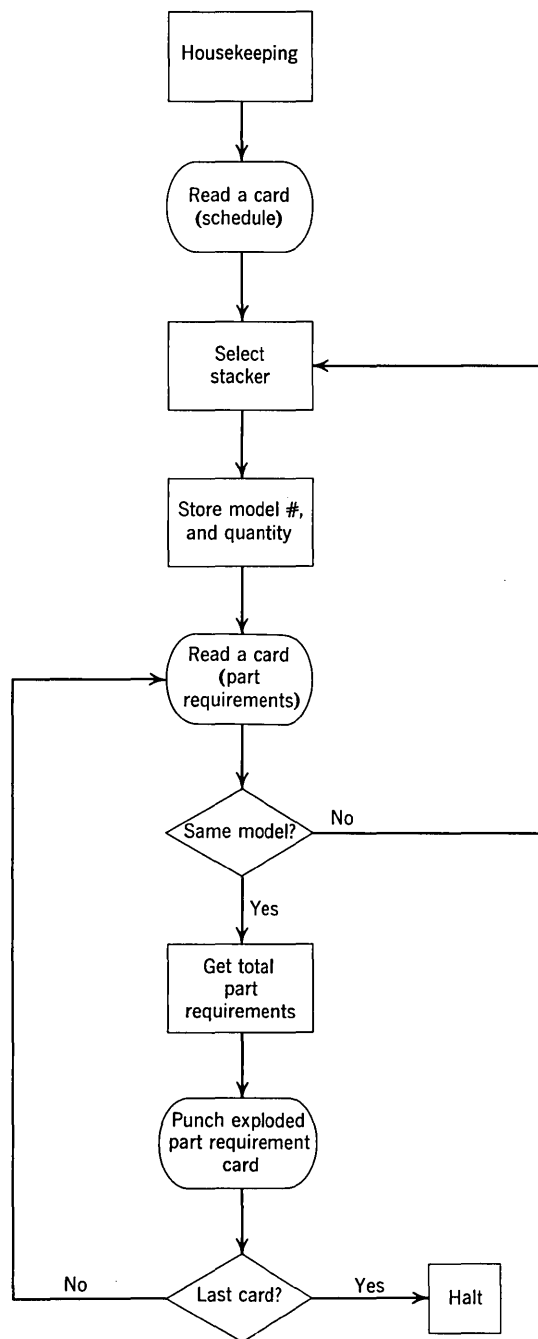 Housekeeping
Read a card
(schedule)
Select
stacker
Store model #,
and quantity
Read a card
(part
requirements)
Same model?
No
Yes
Get total
part
requirements
Punch exploded
part requirement
card
No
Last card?
Yes
Halt